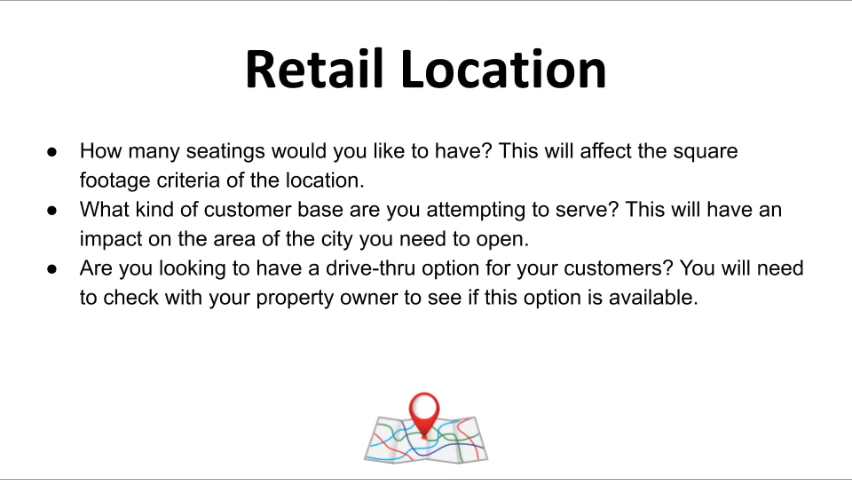 Retail Location
● How many seatings would you like to have? This will affect the square
footage criteria of the location.
● What kind of customer base are you attempting to serve? This will have an
impact on the area of the city you need to open.
● Are you looking to have a drive-thru option for your customers? You will need
to check with your property owner to see if this option is available.